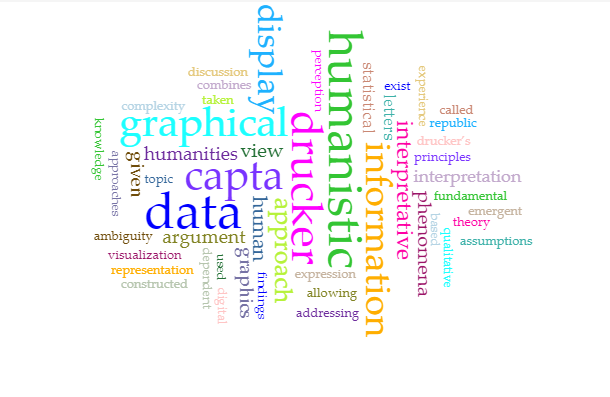 display
humanistic
discussion
combines
perception
statistical
experience
exist
complexity
taken
letters
called
republic
knowledge
graphical
drucker
interpretative
drucker's
approaches
given
humanities
view
information
principles
topic
capta
interpretation
data
human
approach
phenomena
fundamental
emergent
based
theory
ambiguity
argument
qualitative
assumptions
visualization
dependent
used
graphics
representation
findings
expression
constructed
digital
allowing
addressing